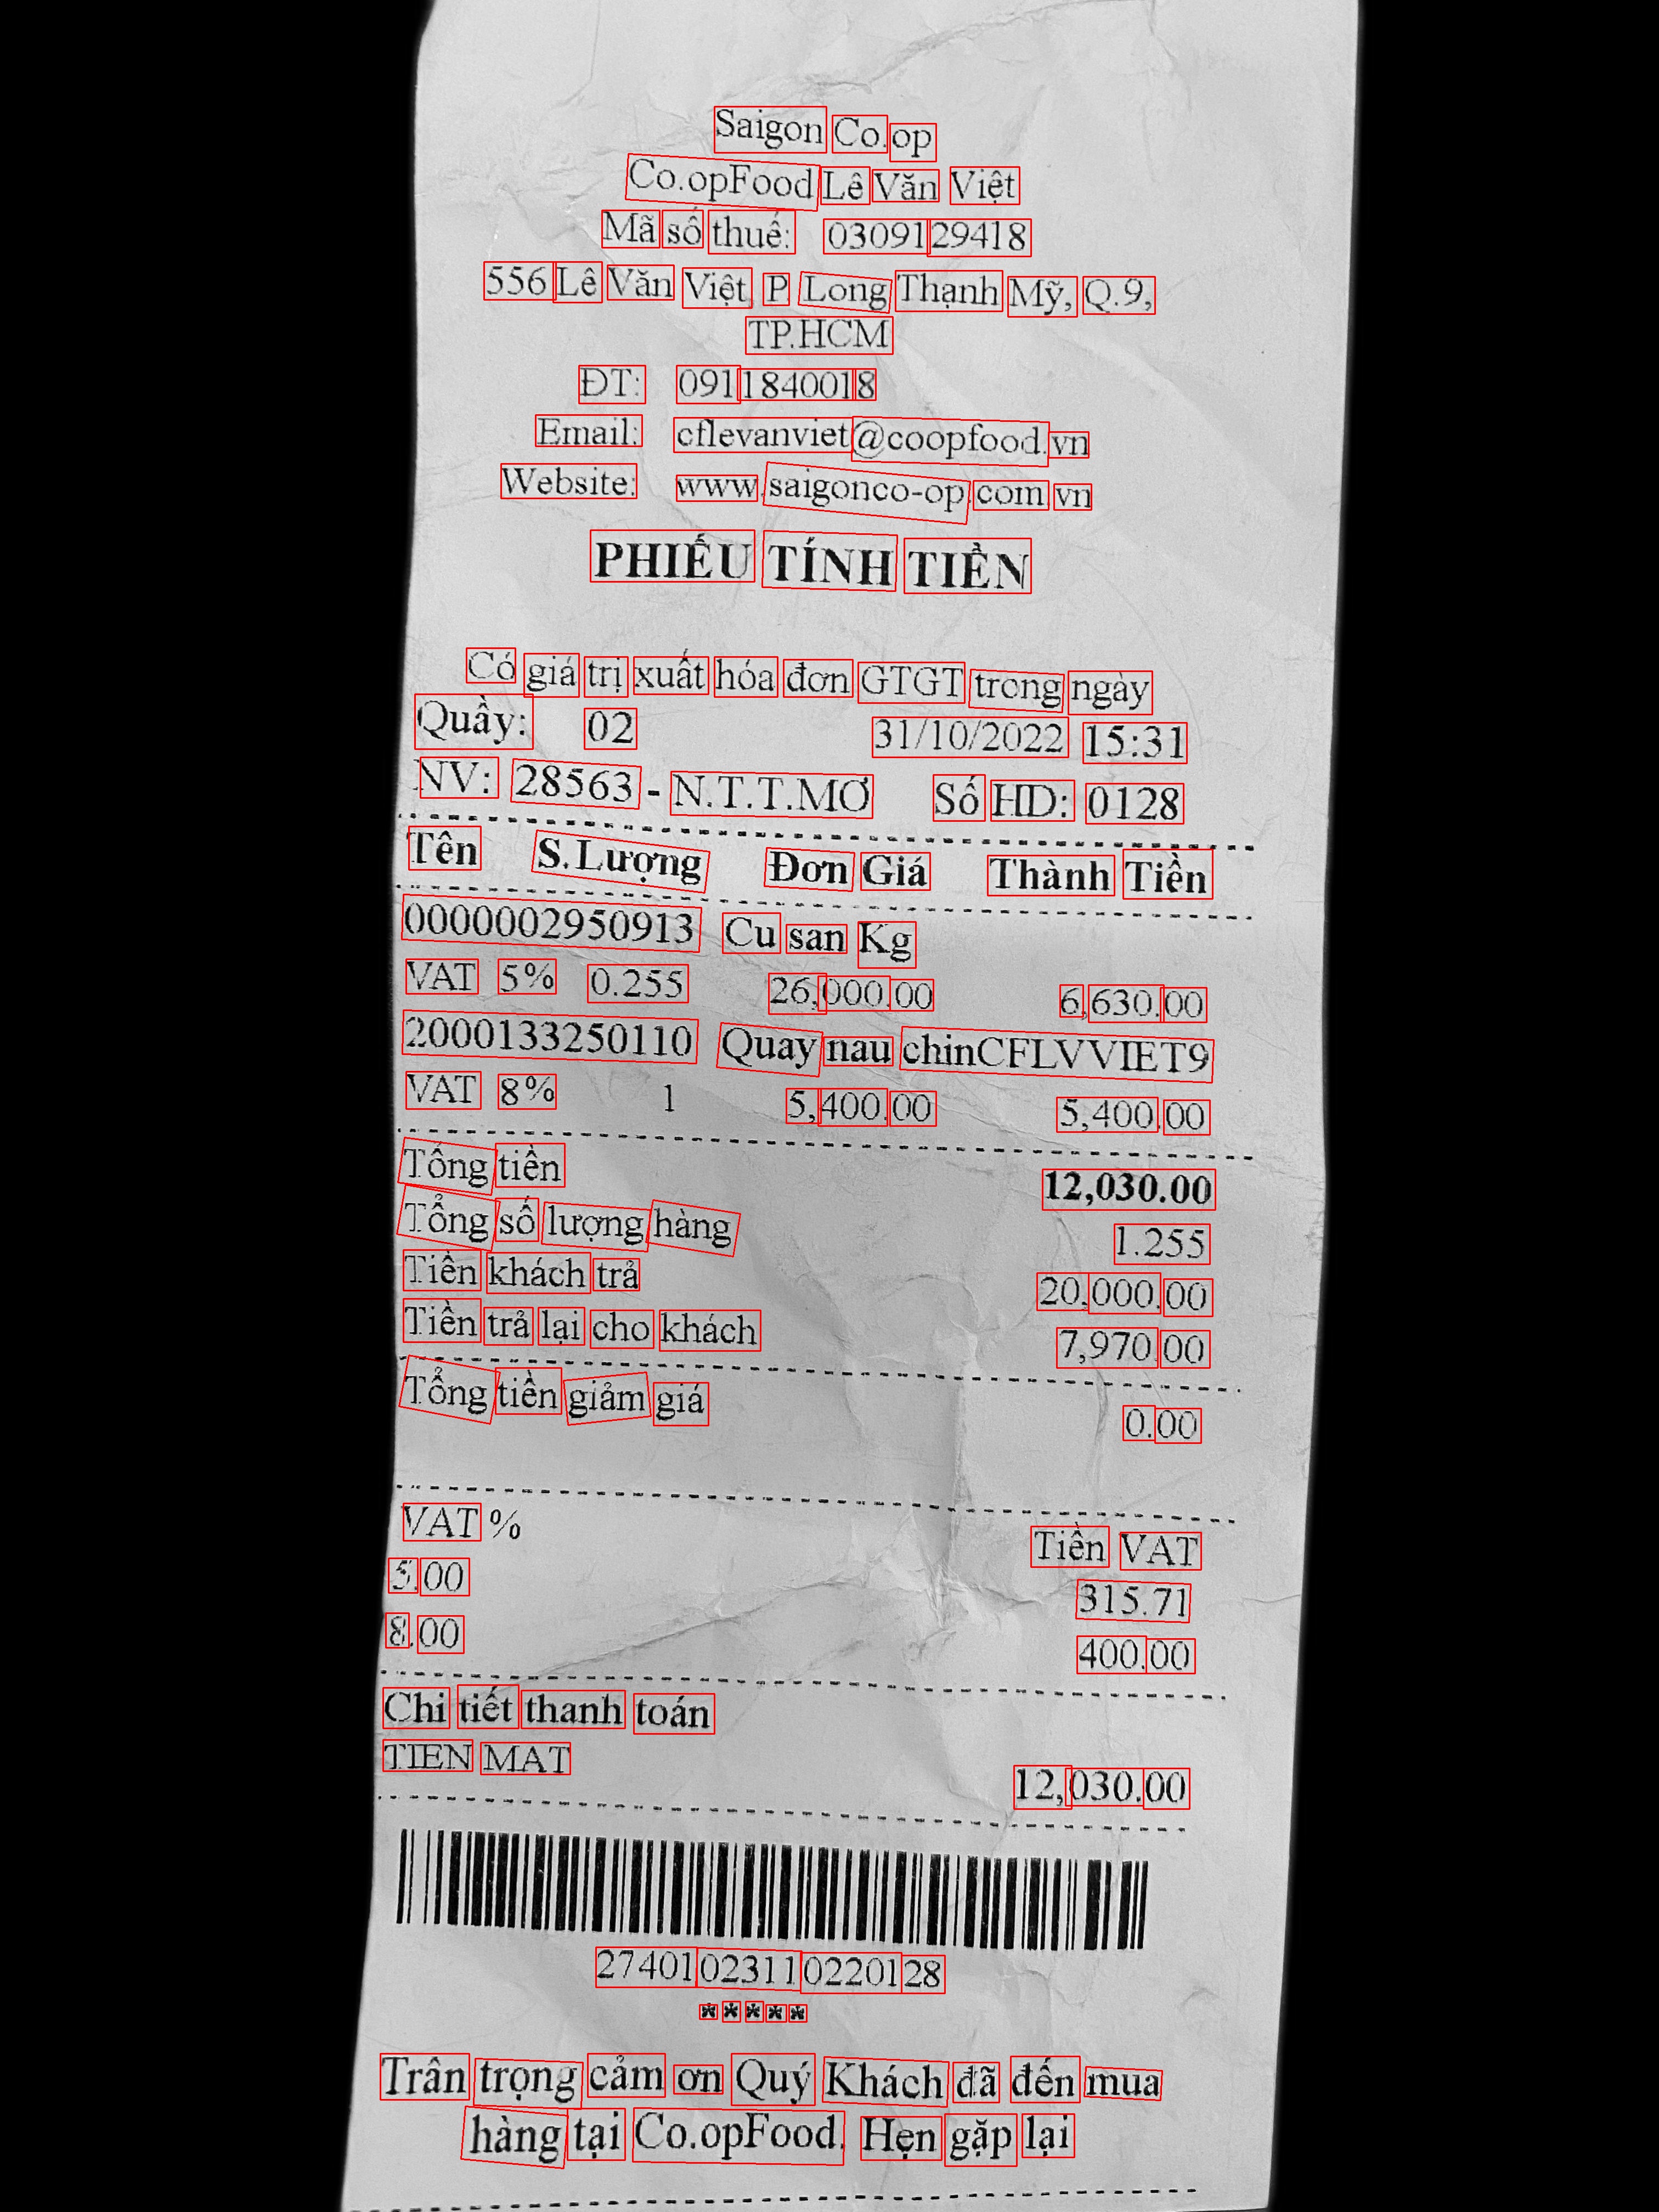 Saigon Co.op
Co.opFood Lê Văn Việt
Mã số thuế: 0309129418
556 Lê Văn Việt, P. Long Thạnh Mỹ, Q.9,
TP.HCM
ĐT: 0911840018
Email: cflevanviet@coopfood.vn
Website: www.saigonco-op.com.vn
PHIẾU TÍNH TIỀN
Có giá trị xuất hóa đơn GTGT trong ngày
Quầy: 02 31/10/2022 15:31
NV: 28563 - N.T.T.MƠ Số HD: 0128
Tên S.Lượng Đơn Giá Thành Tiền
0000002950913 Cu san Kg
VAT 5% 0.255 26,000.00 6,630.00
2000133250110 Quay nau chinCFLVVIET9
VAT 8% 1 5,400.00 5,400.00
Tổng tiền 12,030.00
Tổng số lượng hàng 1.255
Tiền khách trả 20,000.00
Tiền trả lại cho khách 7,970.00
Tổng tiền giảm giá 0.00
VAT % Tiền VAT
5.00 315.71
8.00 400.00
Chi tiết thanh toán
TIEN MAT 12,030.00
27401023110220128
*****
Trân trọng cảm ơn Quý Khách đã đến mua
hàng tại Co.opFood. Hẹn gặp lại